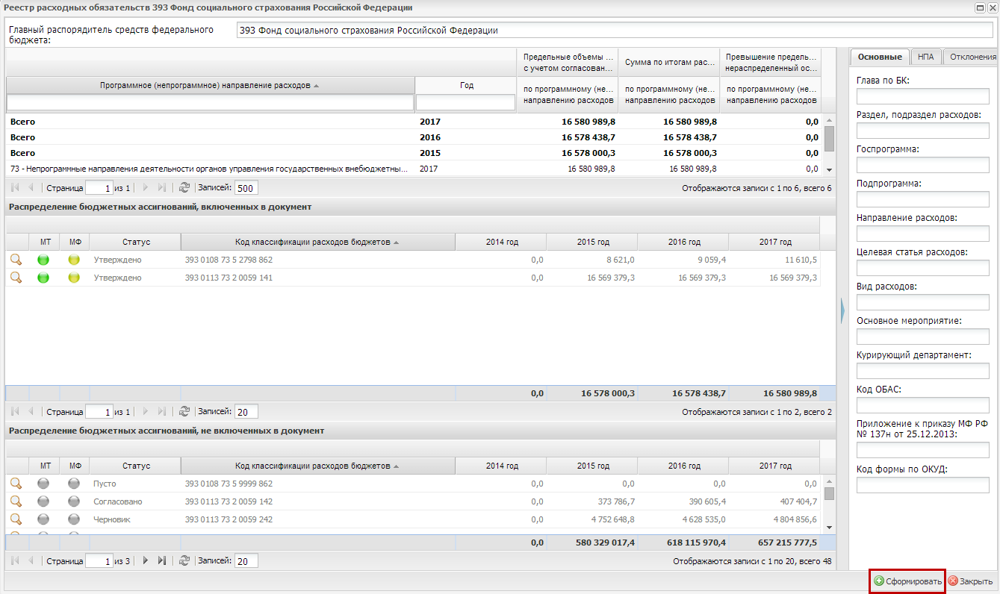 Реестр расходных обязательств 393 Фонд социального страхования Российской Федерации
Главный распорядитель средств федерального бюджета:
393 Фонд социального страхования Российской Федерации
Предельные объемы ... с учетом согласован...
Сумма по итогам рас...
Превышение предель... нераспределенный ос...
Программное (непрограммное) направление расходов
Год
по программному (не... направлению расходов
по программному (не... направлению расходов
по программному (не... направлению расходов
Всего 2017 16 580 989,8 16 580 989,8 0,0
Всего 2016 16 578 438,7 16 578 438,7 0,0
Всего 2015 16 578 000,3 16 578 000,3 0,0
73 - Непрограммные направления деятельности органов управления государственных внебюджетны... 2017 16 580 989,8 16 580 989,8 0,0
Страница 1 из 1 Записей: 500 Отображаются записи с 1 по 6, всего 6
Распределение бюджетных ассигнований, включенных в документ
МТ МФ Статус Код классификации расходов бюджетов 2014 год 2015 год 2016 год 2017 год
Утверждено 393 0108 73 5 2798 862 0,0 8 621,0 9 059,4 11 610,5
Утверждено 393 0113 73 2 0059 141 0,0 16 569 379,3 16 569 379,3 16 569 379,3
0,0 16 578 000,3 16 578 438,7 16 580 989,8
Страница 1 из 1 Записей: 20 Отображаются записи с 1 по 2, всего 2
Распределение бюджетных ассигнований, не включенных в документ
МТ МФ Статус Код классификации расходов бюджетов 2014 год 2015 год 2016 год 2017 год
Пусто 393 0108 73 5 9999 862 0,0 0,0 0,0 0,0
Согласовано 393 0113 73 2 0059 142 0,0 373 786,7 390 605,4 407 404,7
Черновик 393 0113 73 2 0059 242 0,0 4 752 648,8 4 628 535,0 4 804 856,6
0,0 580 329 017,4 618 115 970,4 657 215 777,5
Страница 1 из 3 Записей: 20 Отображаются записи с 1 по 20, всего 48
Основные НПА Отклонения
Глава по БК:
Раздел, подраздел расходов:
Госпрограмма:
Подпрограмма:
Направление расходов:
Целевая статья расходов:
Вид расходов:
Основное мероприятие:
Курирующий департамент:
Код ОБАС:
Приложение к приказу МФ РФ
№ 137н от 25.12.2013:
Код формы по ОКУД:
Сформировать Закрыть